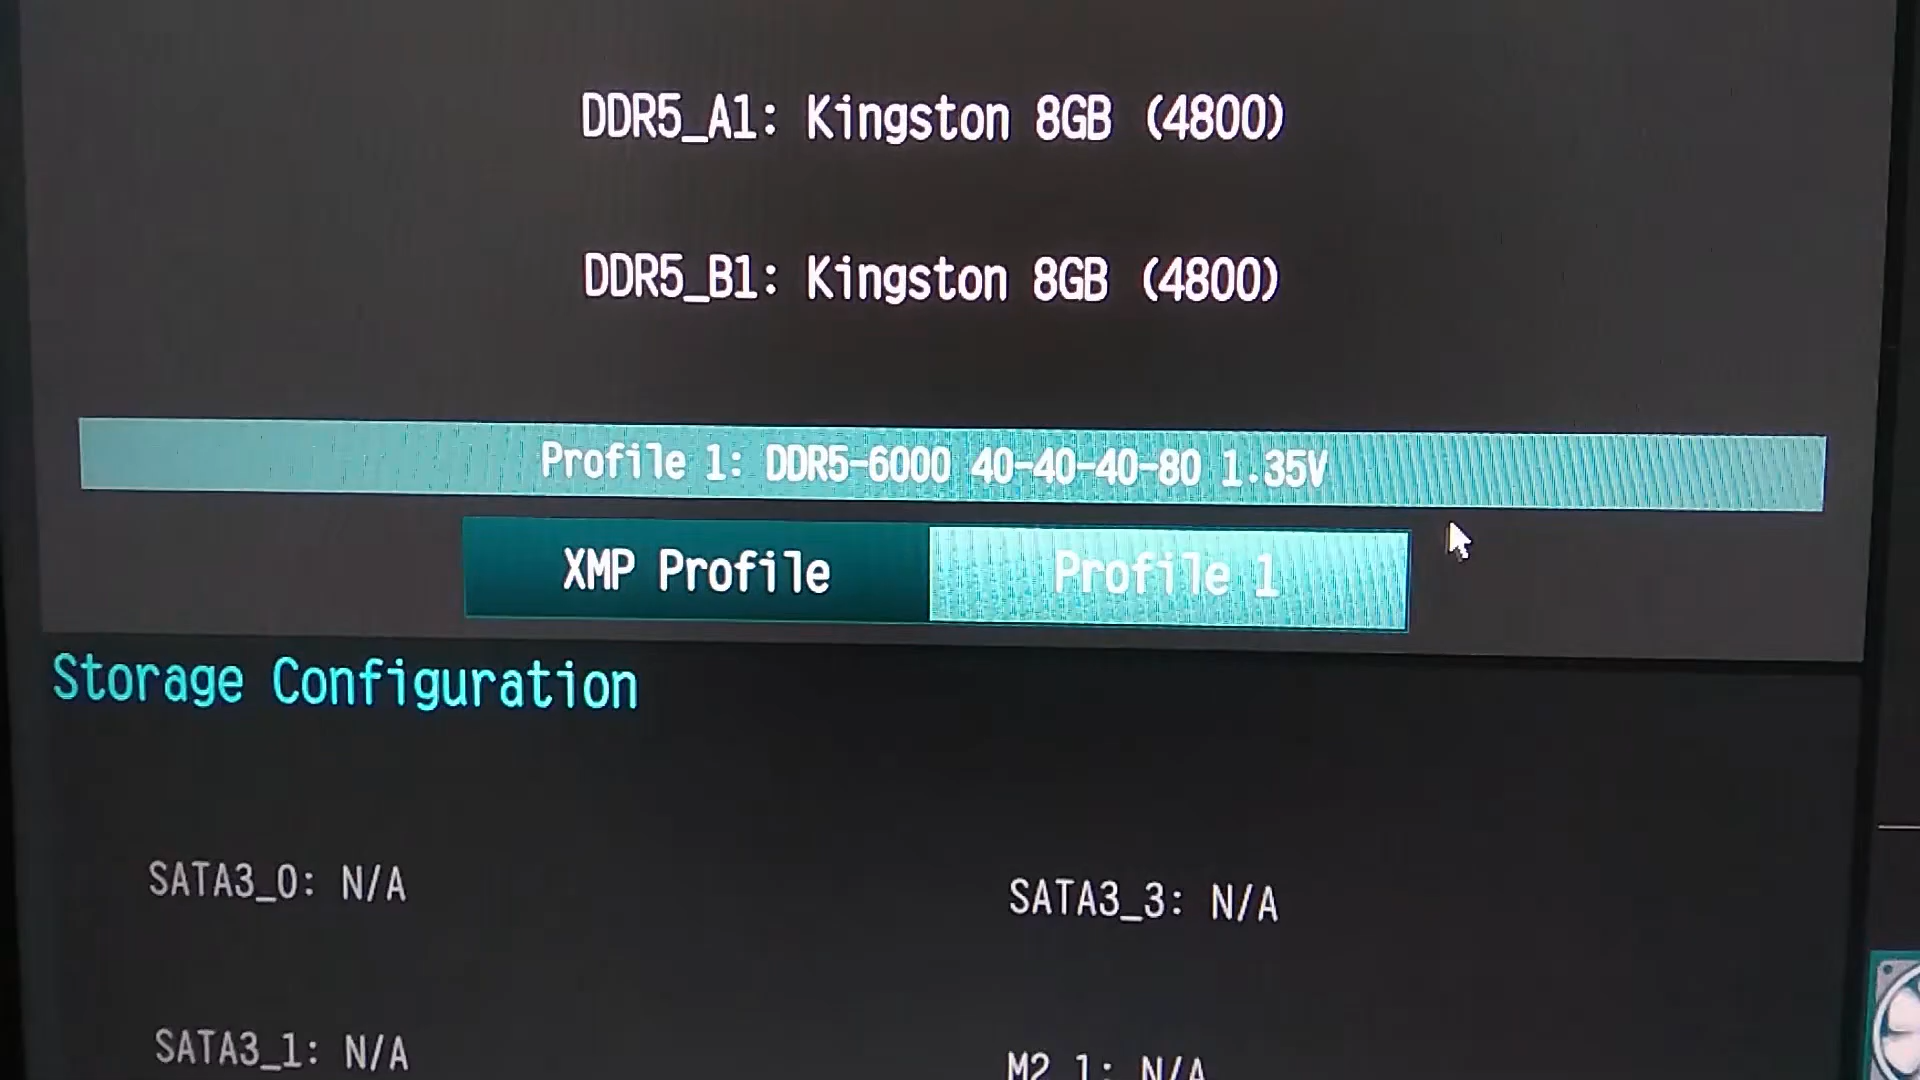 DDR5_A1: Kingston 8GB (4800)
DDR5_B1: Kingston 8GB (4800)
Profile 1: DDR5-6000 40-40-40-80 1.35V
XMP Profile Profile 1
Storage Configuration
SATA3_0: N/A SATA3_3: N/A
SATA3_1: N/A M2_1: N/A